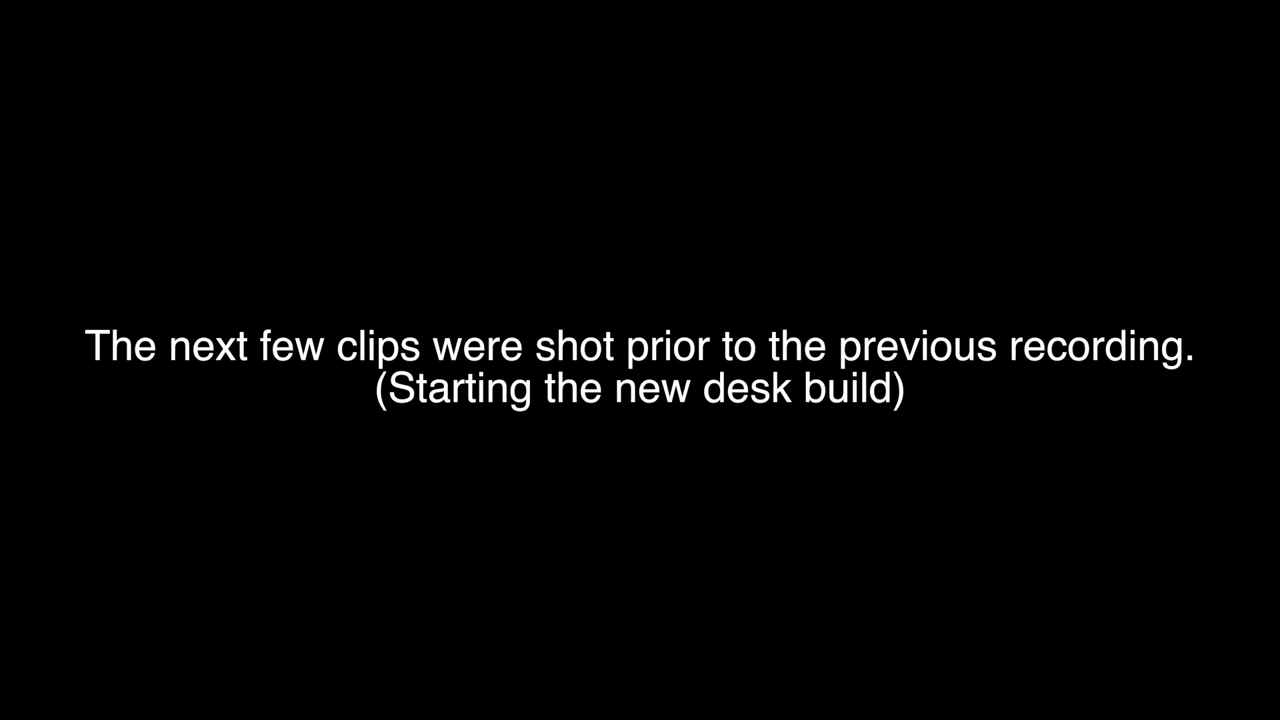 The next few clips were shot prior to the previous recording.
(Starting the new desk build)